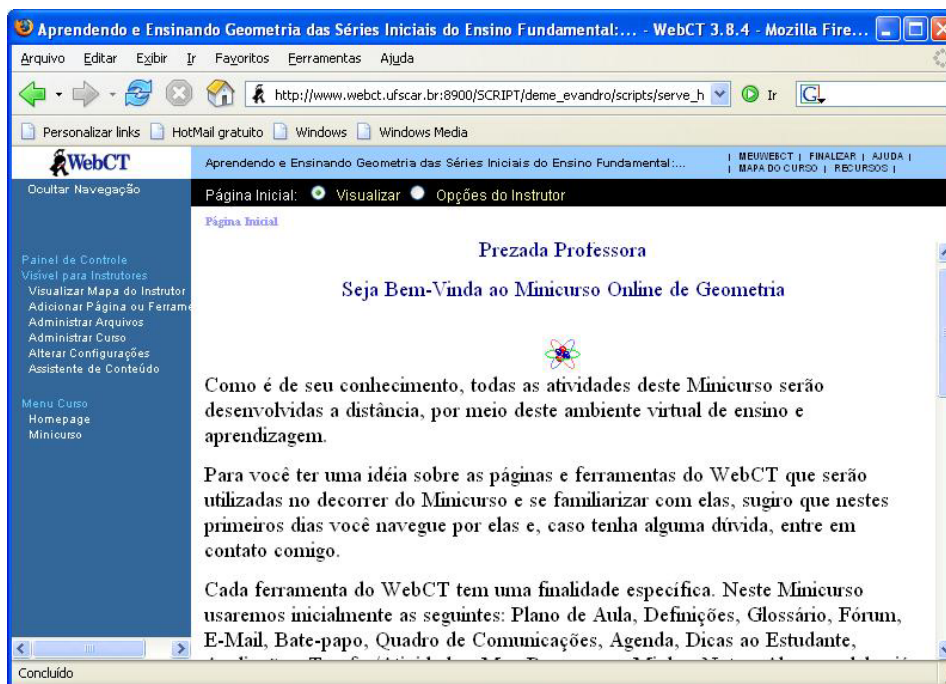 Aprendendo e Ensinando Geometria das Séries Iniciais do Ensino Fundamental:... - WebCT 3.8.4 - Mozilla Fire...
Arquivo Editar Exibir Ir Favoritos Ferramentas Ajuda
http://www.webct.ufscar.br:8900/SCRIPT/deme_evandro/scripts/serve_h Ir G
Personalizar links HotMail gratuito Windows Windows Media
WebCT
Aprendendo e Ensinando Geometria das Séries Iniciais do Ensino Fundamental:...
| MEUWEBCT | FINALIZAR | AJUDA |
| MAPA DO CURSO | RECURSOS |
Ocultar Navegação
Página Inicial: Visualizar Opções do Instrutor
Página Inicial
Painel de Controle
Visível para Instrutores
Visualizar Mapa do Instrutor
Adicionar Página ou Ferrame
Administrar Arquivos
Administrar Curso
Alterar Configurações
Assistente de Conteúdo
Menu Curso
Homepage
Minicurso
Prezada Professora
Seja Bem-Vinda ao Minicurso Online de Geometria
Como é de seu conhecimento, todas as atividades deste Minicurso serão
desenvolvidas a distância, por meio deste ambiente virtual de ensino e
aprendizagem.
Para você ter uma idéia sobre as páginas e ferramentas do WebCT que serão
utilizadas no decorrer do Minicurso e se familiarizar com elas, sugiro que nestes
primeiros dias você navegue por elas e, caso tenha alguma dúvida, entre em
contato comigo.
Cada ferramenta do WebCT tem uma finalidade específica. Neste Minicurso
usaremos inicialmente as seguintes: Plano de Aula, Definições, Glossário, Fórum,
E-Mail, Bate-papo, Quadro de Comunicações, Agenda, Dicas ao Estudante,
Concluído